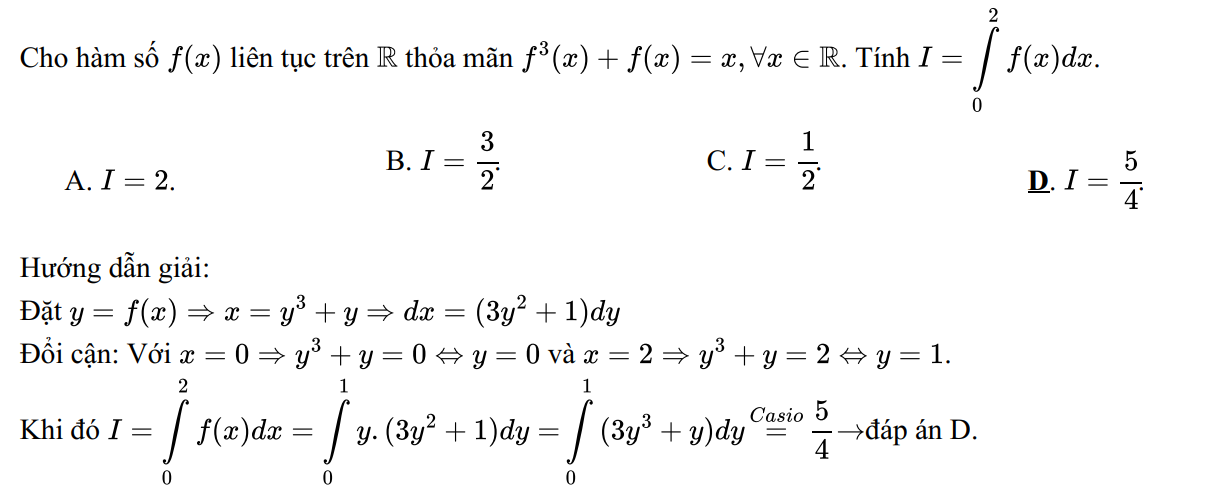 Cho hàm số f(x) liên tục trên ℝ thỏa mãn f³(x) + f(x) = x, ∀x ∈ ℝ. Tính I = ∫₀² f(x)dx.
A. I = 2. B. I = 3/2. C. I = 1/2. D. I = 5/4.
Hướng dẫn giải:
Đặt y = f(x) ⇒ x = y³ + y ⇒ dx = (3y² + 1)dy
Đổi cận: Với x = 0 ⇒ y³ + y = 0 ⇔ y = 0 và x = 2 ⇒ y³ + y = 2 ⇔ y = 1.
Khi đó I = ∫₀² f(x)dx = ∫₀¹ y.(3y² + 1)dy = ∫₀¹ (3y³ + y)dy Casio = 5/4 →đáp án D.